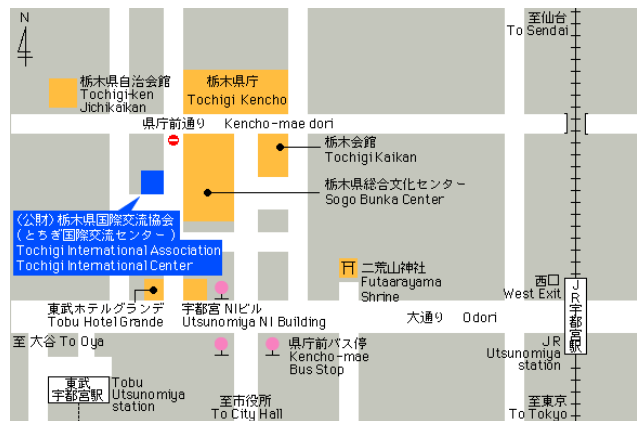 N
至仙台
To Sendai
栃木県自治会館
Tochigi-ken
Jichikaikan
栃木県庁
Tochigi Kencho
県庁前通り Kencho-mae dori
栃木会館
Tochigi Kaikan
栃木県総合文化センター
Sogo Bunka Center
(公財)栃木県国際交流協会
(とちぎ国際交流センター)
Tochigi International Association
Tochigi International Center
二荒山神社
Futaarayama
Shrine
西口
West Exit
JR宇都宮駅
東武ホテルグランデ
Tobu Hotel Grande
宇都宮 NIビル
Utsunomiya NI Building
大通り Odori
至 大谷 To Oya
県庁前バス停
Kencho-mae
Bus Stop
JR
Utsunomiya
station
東武
宇都宮駅
Tobu
Utsunomiya
station
至市役所
To City Hall
至東京
To Tokyo